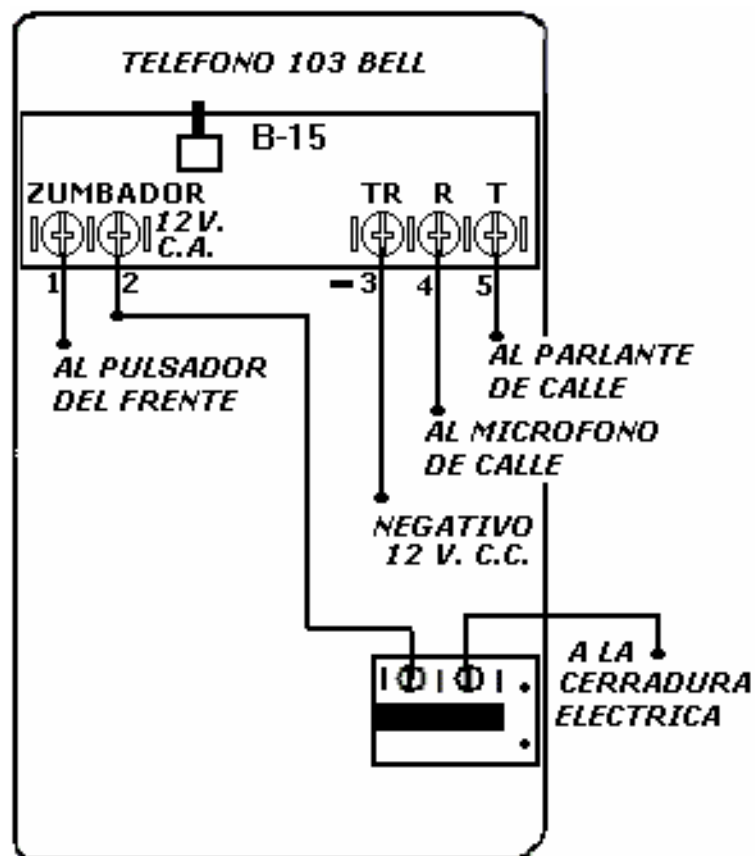 TELEFONO 103 BELL
B-15
ZUMBADOR TR R T
12V.
C.A.
1 2 - 3 4 5
AL PULSADOR
DEL FRENTE
AL PARLANTE
DE CALLE
AL MICROFONO
DE CALLE
NEGATIVO
12 V. C.C.
A LA
CERRADURA
ELECTRICA